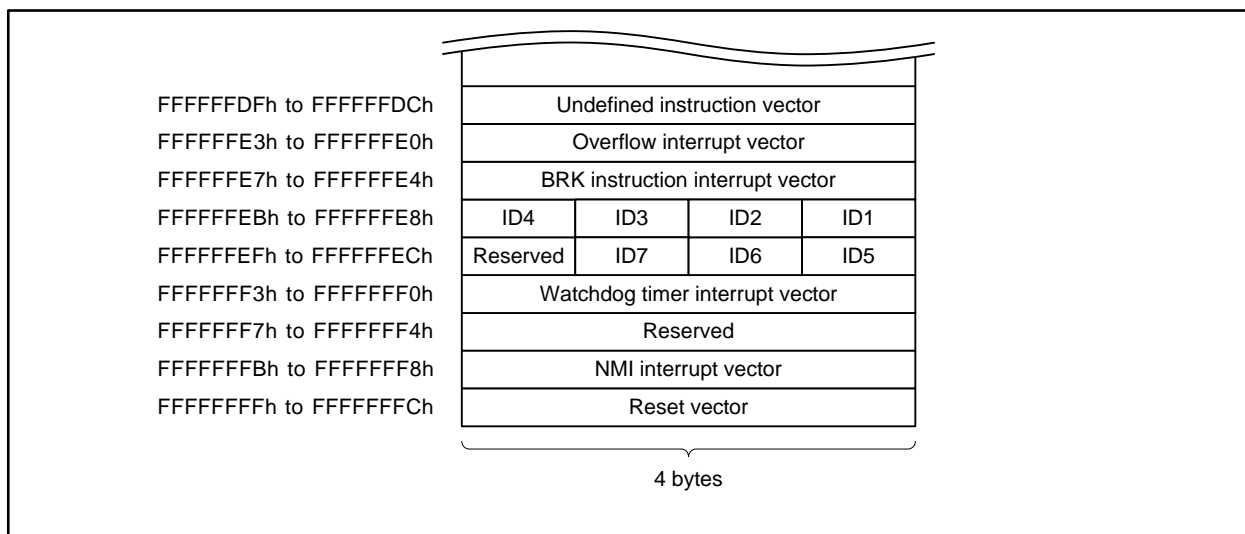 FFFFFFDFh to FFFFFFDCh Undefined instruction vector
FFFFFFE3h to FFFFFFE0h Overflow interrupt vector
FFFFFFE7h to FFFFFFE4h BRK instruction interrupt vector
FFFFFFEBh to FFFFFFE8h ID4 ID3 ID2 ID1
FFFFFFEFh to FFFFFFECh Reserved ID7 ID6 ID5
FFFFFFF3h to FFFFFFF0h Watchdog timer interrupt vector
FFFFFFF7h to FFFFFFF4h Reserved
FFFFFFFBh to FFFFFFF8h NMI interrupt vector
FFFFFFFFh to FFFFFFFCh Reset vector
4 bytes